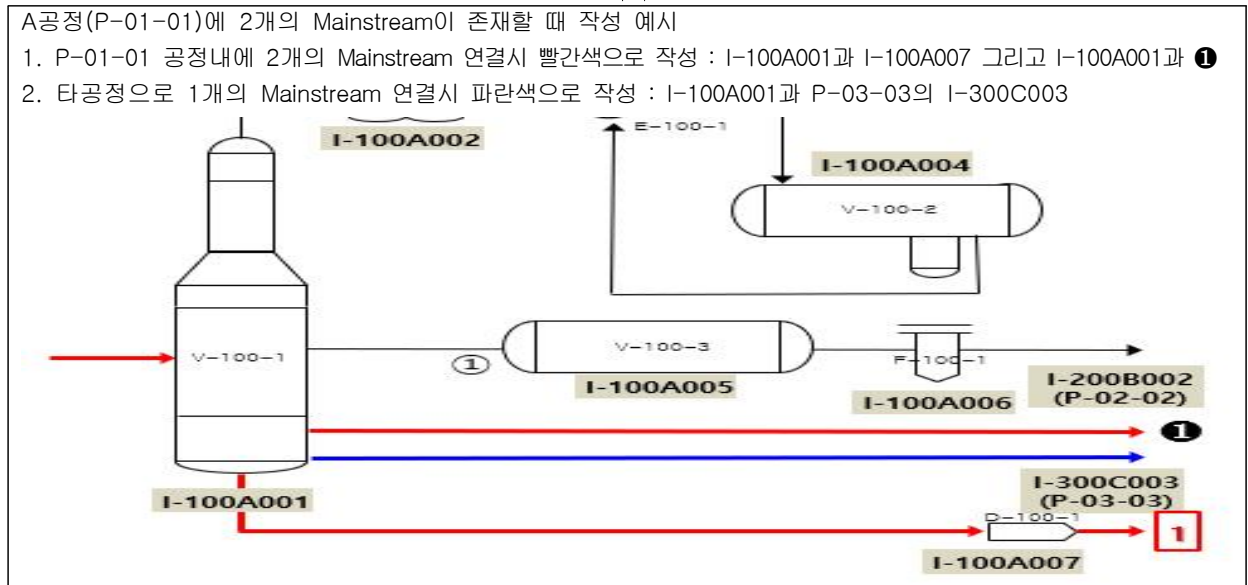 A공정(P-01-01)에 2개의 Mainstream이 존재할 때 작성 예시
1. P-01-01 공정내에 2개의 Mainstream 연결시 빨간색으로 작성 : I-100A001과 I-100A007 그리고 I-100A001과 ❶
2. 타공정으로 1개의 Mainstream 연결시 파란색으로 작성 : I-100A001과 P-03-03의 I-300C003
E-100-1
I-100A002
I-100A004
V-100-2
V-100-1
V-100-3
F-100-1
①
I-100A005
I-100A006
I-200B002
(P-02-02)
❶
I-100A001
I-300C003
(P-03-03)
D-100-1
1
I-100A007